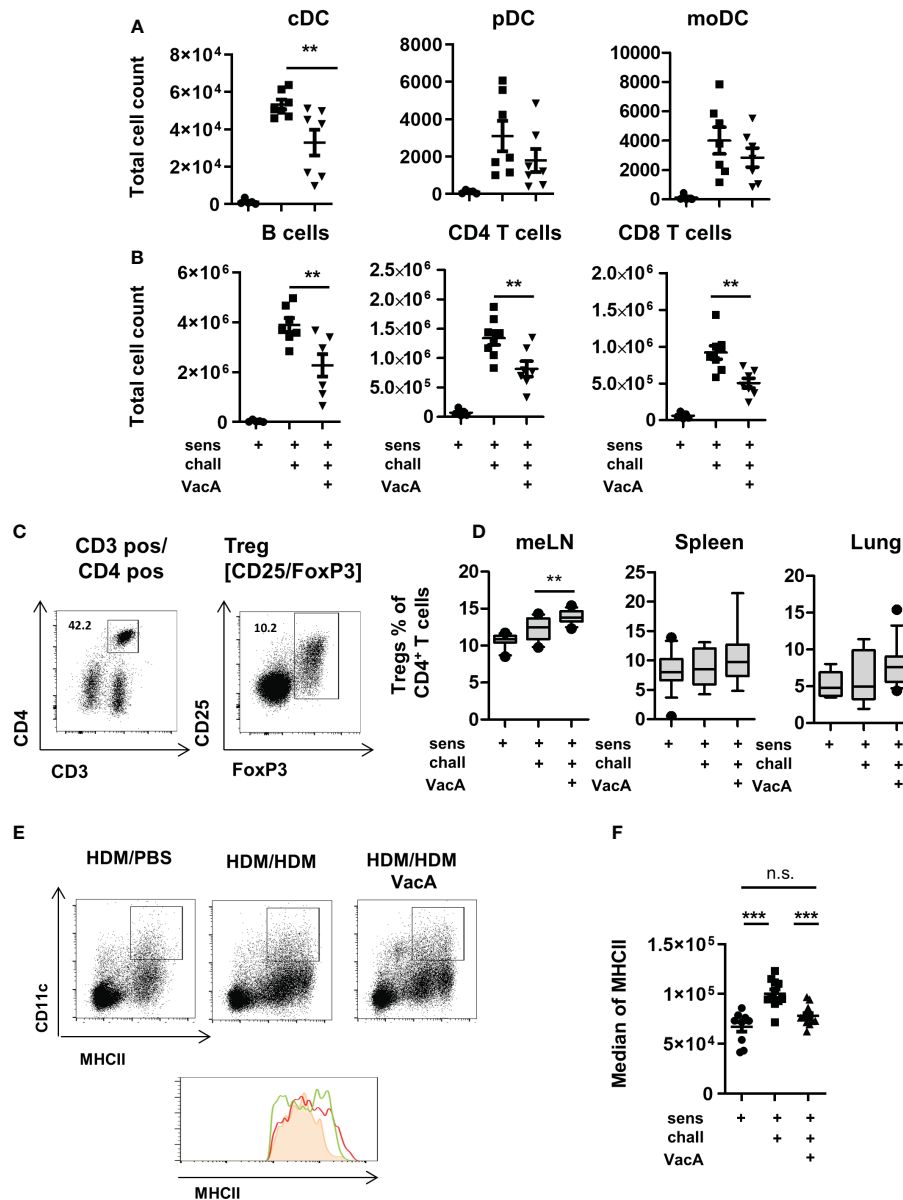 A
cDC
pDC
moDC
Total cell count
8×10⁴
6×10⁴
4×10⁴
2×10⁴
0
**
8000
6000
4000
2000
0
10000
8000
6000
4000
2000
0
B
B cells
CD4 T cells
CD8 T cells
Total cell count
6×10⁶
4×10⁶
2×10⁶
0
**
2.5×10⁶
2.0×10⁶
1.5×10⁶
1.0×10⁶
5.0×10⁵
0
**
2.0×10⁶
1.5×10⁶
1.0×10⁶
5.0×10⁵
0
**
sens + + + sens + + + sens + + +
chall + + chall + + chall + +
VacA + VacA + VacA +
C
CD3 pos/
CD4 pos
Treg
[CD25/FoxP3]
42.2
10.2
CD4
CD3
CD25
FoxP3
D
meLN
Spleen
Lung
Tregs % of
CD4⁺ T cells
20
15
10
5
0
**
25
20
15
10
5
0
20
15
10
5
0
sens + + + sens + + + sens + + +
chall + + chall + + chall + +
VacA + VacA + VacA +
E
HDM/PBS
HDM/HDM
HDM/HDM
VacA
CD11c
MHCII
MHCII
F
n.s.
*** ***
Median of MHCII
1.5×10⁵
1×10⁵
5×10⁴
0
sens + + +
chall + +
VacA +